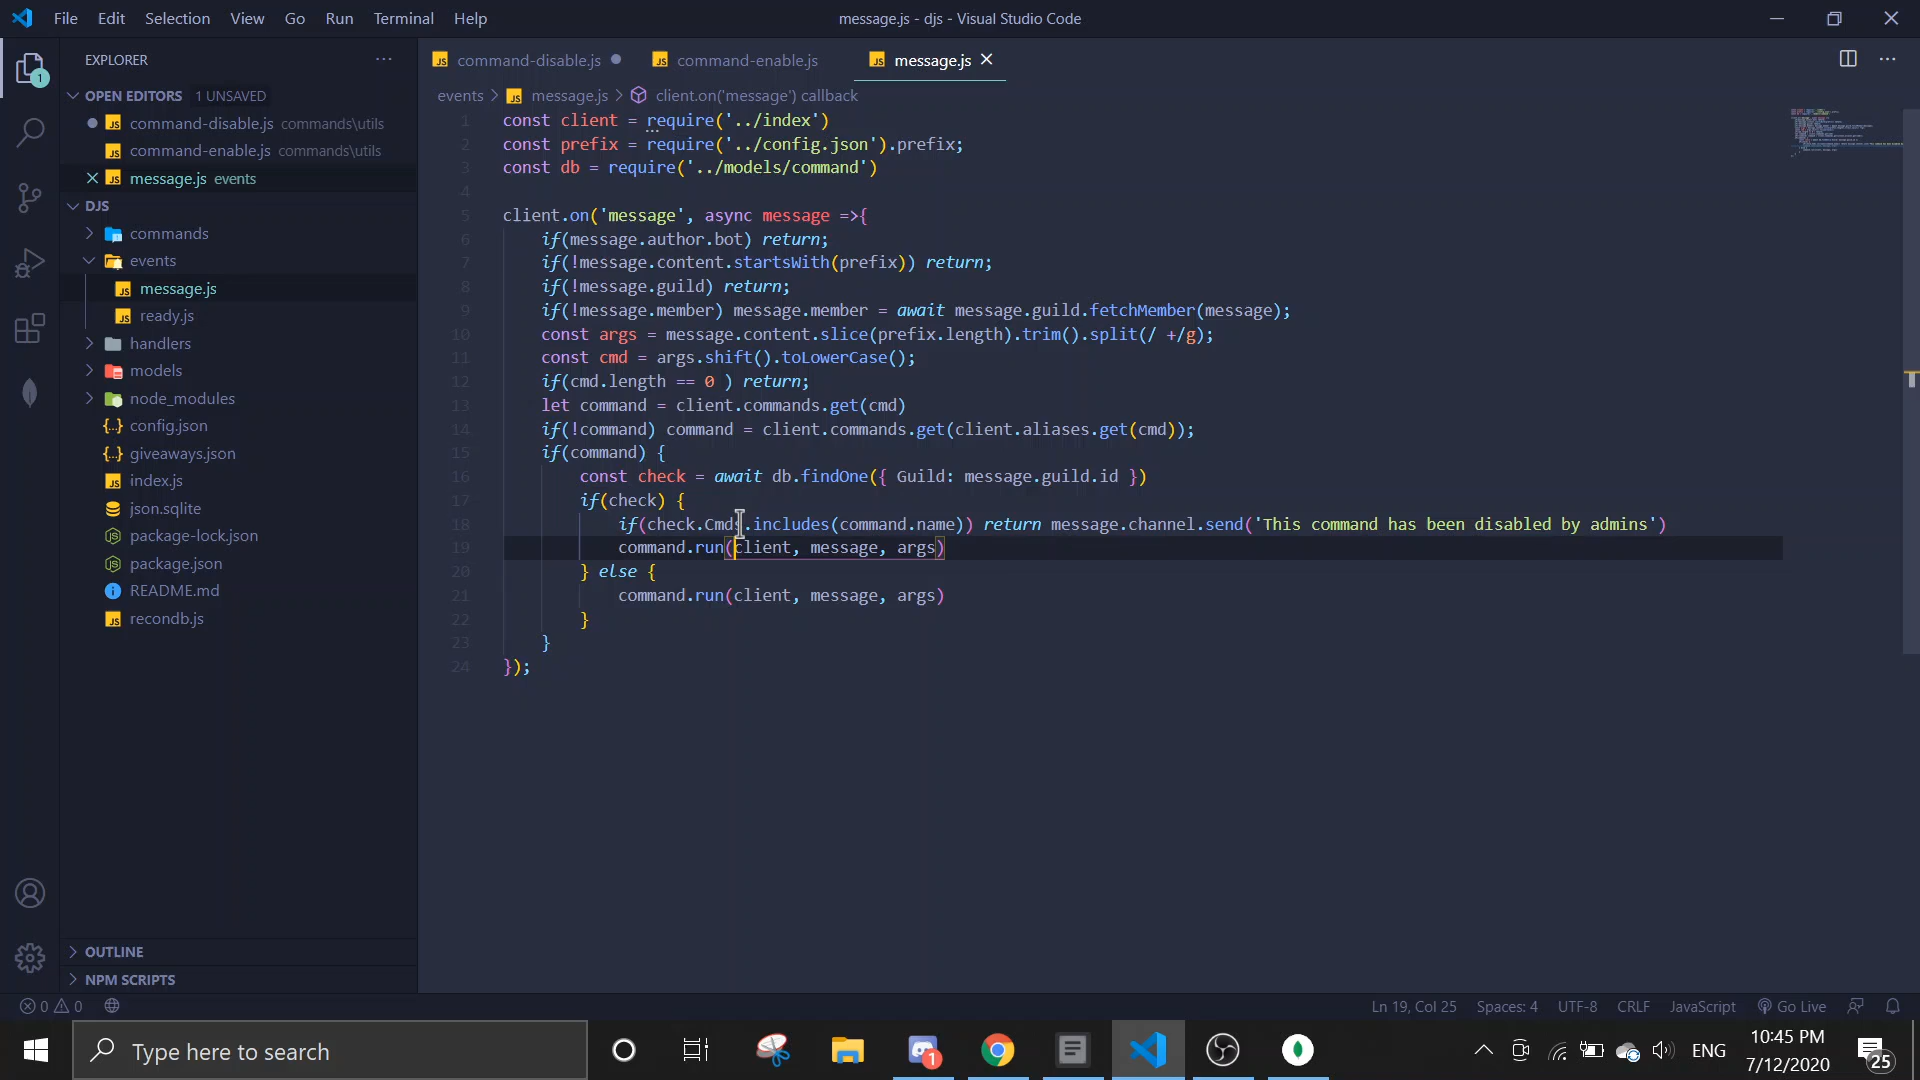 File Edit Selection View Go Run Terminal Help
message.js - djs - Visual Studio Code
EXPLORER
OPEN EDITORS 1 UNSAVED
command-disable.js commands\utils
command-enable.js commands\utils
message.js events
DJS
commands
events
message.js
ready.js
handlers
models
node_modules
config.json
giveaways.json
index.js
json.sqlite
package-lock.json
package.json
README.md
recondb.js
OUTLINE
NPM SCRIPTS
command-disable.js
command-enable.js
message.js
events > message.js > client.on('message') callback
1 const client = require('../index')
2 const prefix = require('../config.json').prefix;
3 const db = require('../models/command')
4
5 client.on('message', async message =>{
6 if(message.author.bot) return;
7 if(!message.content.startsWith(prefix)) return;
8 if(!message.guild) return;
9 if(!message.member) message.member = await message.guild.fetchMember(message);
10 const args = message.content.slice(prefix.length).trim().split(/ +/g);
11 const cmd = args.shift().toLowerCase();
12 if(cmd.length == 0 ) return;
13 let command = client.commands.get(cmd)
14 if(!command) command = client.commands.get(client.aliases.get(cmd));
15 if(command) {
16 const check = await db.findOne({ Guild: message.guild.id })
17 if(check) {
18 if(check.Cmds.includes(command.name)) return message.channel.send('This command has been disabled by admins')
19 command.run(client, message, args)
20 } else {
21 command.run(client, message, args)
22 }
23 }
24 });
0 0
Ln 19, Col 25 Spaces: 4 UTF-8 CRLF JavaScript Go Live
Type here to search
1
1
ENG
10:45 PM
7/12/2020
25